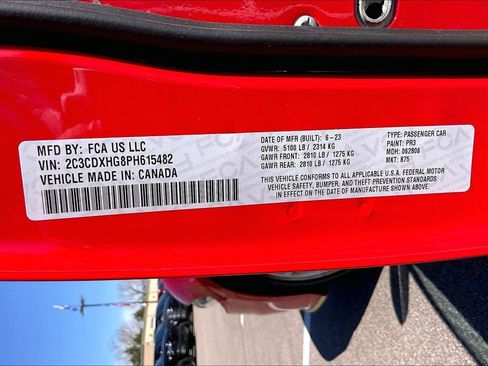 MFD BY: FCA US LLC
VIN: 2C3CDXHG8PH615482
VEHICLE MADE IN: CANADA
DATE OF MFR (BUILT): 6-23
GVWR: 5100 LB / 2314 KG
GAWR FRONT: 2810 LB / 1275 KG
GAWR REAR: 2810 LB / 1275 KG
TYPE: PASSENGER CAR
PAINT: PR3
MDH: 062806
MKT: 875
THIS VEHICLE CONFORMS TO ALL APPLICABLE U.S.A. FEDERAL MOTOR
VEHICLE SAFETY, BUMPER, AND THEFT PREVENTION STANDARDS
IN EFFECT ON THE DATE OF MANUFACTURE SHOWN ABOVE.